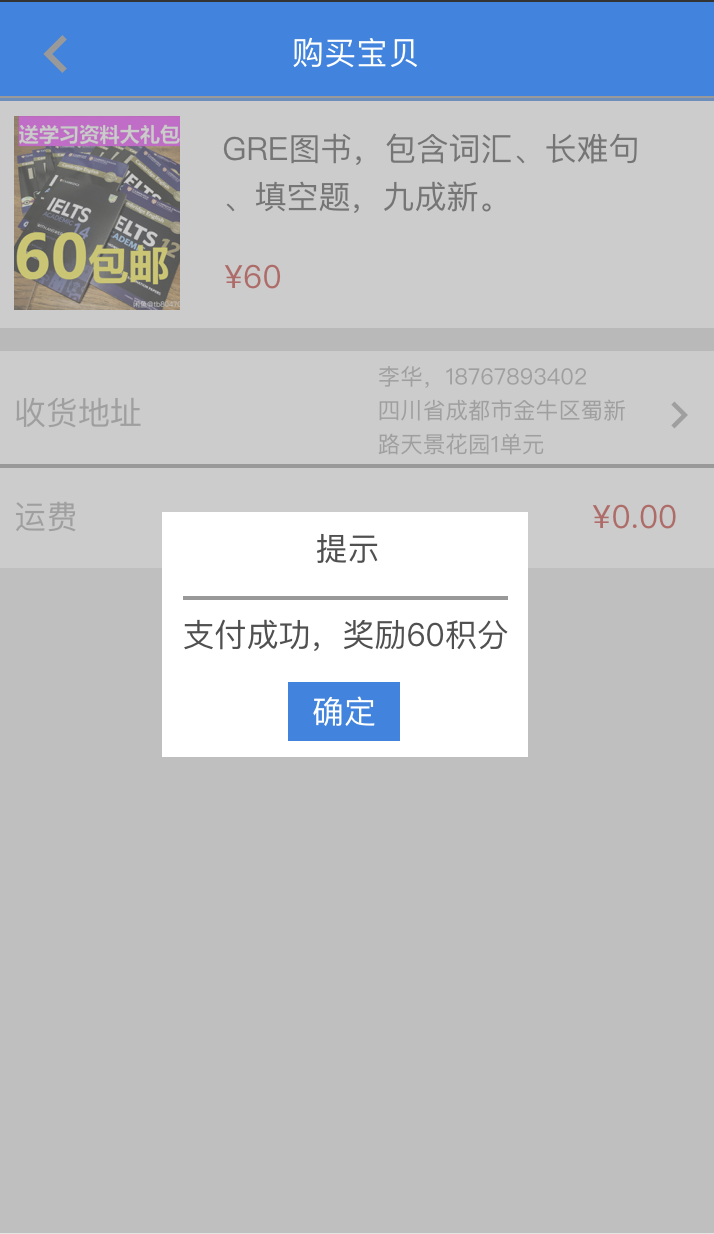 购买宝贝
送学习资料大礼包
IELTS
ACADEMIC 14
IELTS 12
60包邮
GRE图书，包含词汇、长难句
、填空题，九成新。
¥60
收货地址
李华，18767893402
四川省成都市金牛区蜀新
路天景花园1单元
运费
¥0.00
提示
支付成功，奖励60积分
确定